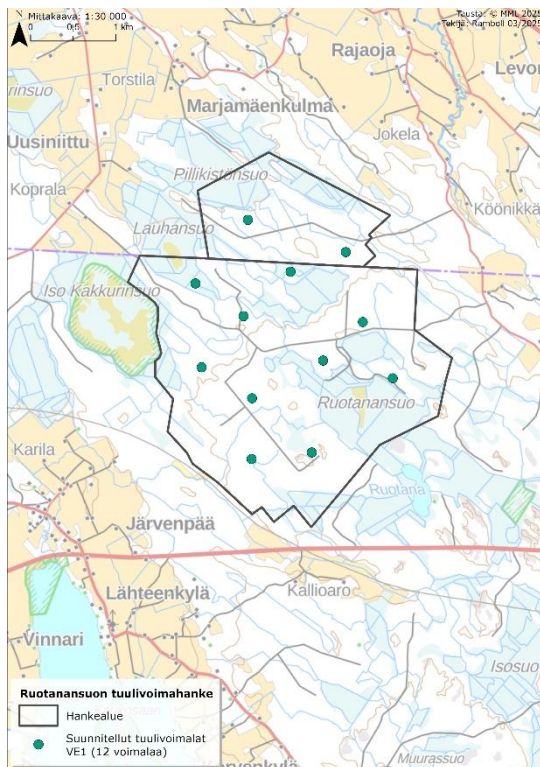 N
Mittakaava: 1:30 000
0 0,5 1 km
Tausta: © MML 2025
Tekijä: Ramboll 03/2025
Rajaoja
Levon
Torstila
rinsuo
Marjamäenkulma
Jokela
Uusiniittu
Pillikistönsuo
Koprala
Köönikkä
Lauhansuo
Iso Kakkurinsuo
Ruotanansuo
Karila
Ruotana
Järvenpää
Kallioaro
Lähteenkylä
Vinnari
Isosuo
Ruotanansuon tuulivoimahanke
Hankealue
Suunnitellut tuulivoimalat
VE1 (12 voimalaa)
rvenkylä
Muurassuo